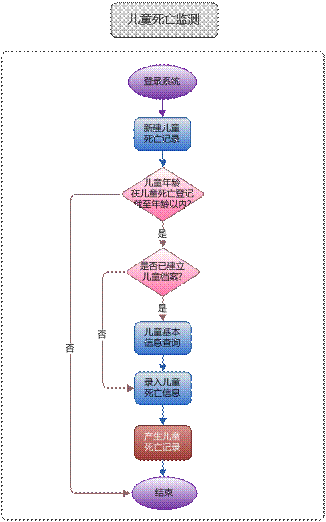 儿童死亡监测
登录系统
新建儿童
死亡记录
儿童年龄
在儿童死亡登记
截至年龄以内?
是
是否已建立
儿童档案?
是
否
否
儿童基本
信息查询
录入儿童
死亡信息
产生儿童
死亡记录
结束